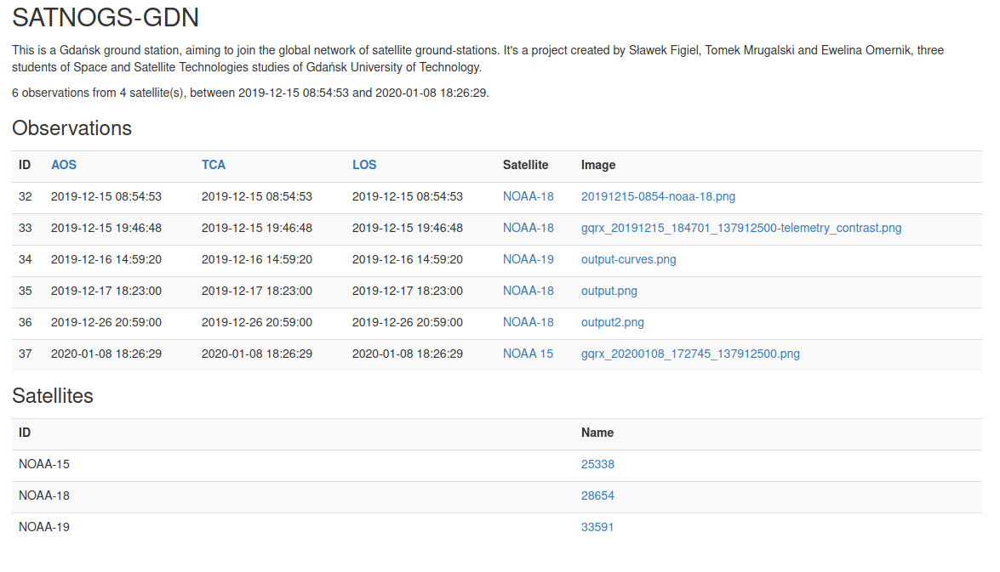 SATNOGS-GDN
This is a Gdańsk ground station, aiming to join the global network of satellite ground-stations. It's a project created by Sławek Figiel, Tomek Mrugalski and Ewelina Omernik, three
students of Space and Satellite Technologies studies of Gdańsk University of Technology.
6 observations from 4 satellite(s), between 2019-12-15 08:54:53 and 2020-01-08 18:26:29.
Observations
ID AOS TCA LOS Satellite Image
32 2019-12-15 08:54:53 2019-12-15 08:54:53 2019-12-15 08:54:53 NOAA-18 20191215-0854-noaa-18.png
33 2019-12-15 19:46:48 2019-12-15 19:46:48 2019-12-15 19:46:48 NOAA-18 gqrx_20191215_184701_137912500-telemetry_contrast.png
34 2019-12-16 14:59:20 2019-12-16 14:59:20 2019-12-16 14:59:20 NOAA-19 output-curves.png
35 2019-12-17 18:23:00 2019-12-17 18:23:00 2019-12-17 18:23:00 NOAA-18 output.png
36 2019-12-26 20:59:00 2019-12-26 20:59:00 2019-12-26 20:59:00 NOAA-18 output2.png
37 2020-01-08 18:26:29 2020-01-08 18:26:29 2020-01-08 18:26:29 NOAA 15 gqrx_20200108_172745_137912500.png
Satellites
ID Name
NOAA-15 25338
NOAA-18 28654
NOAA-19 33591